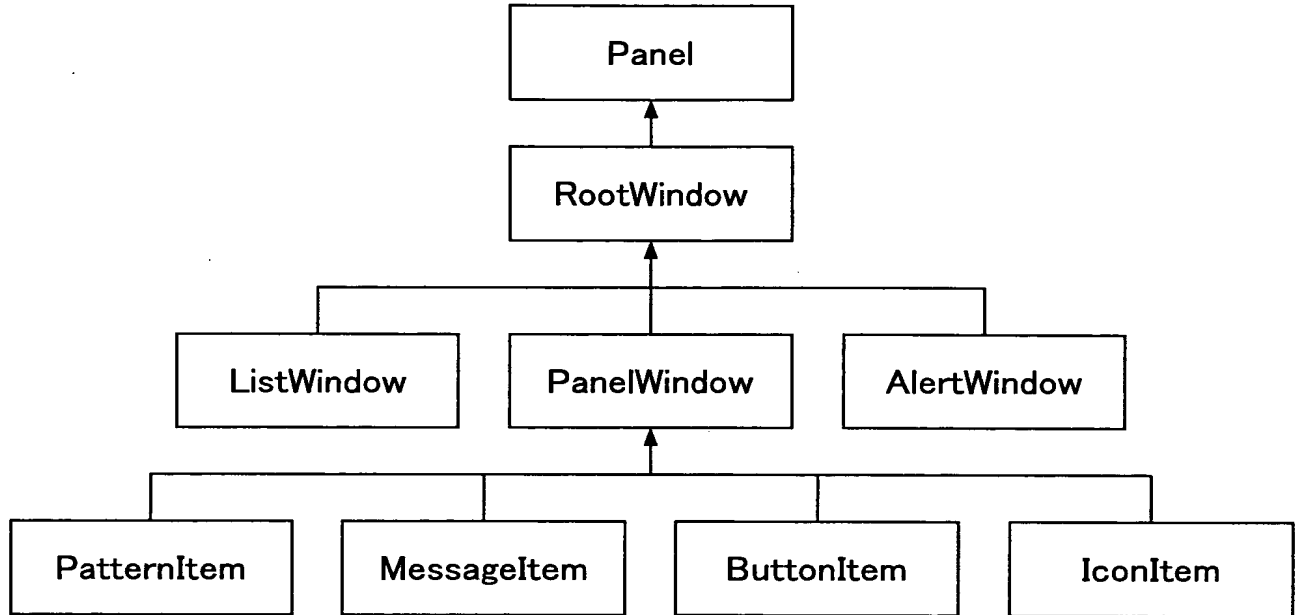 Panel
RootWindow
ListWindow
PanelWindow
AlertWindow
PatternItem
MessageItem
ButtonItem
IconItem